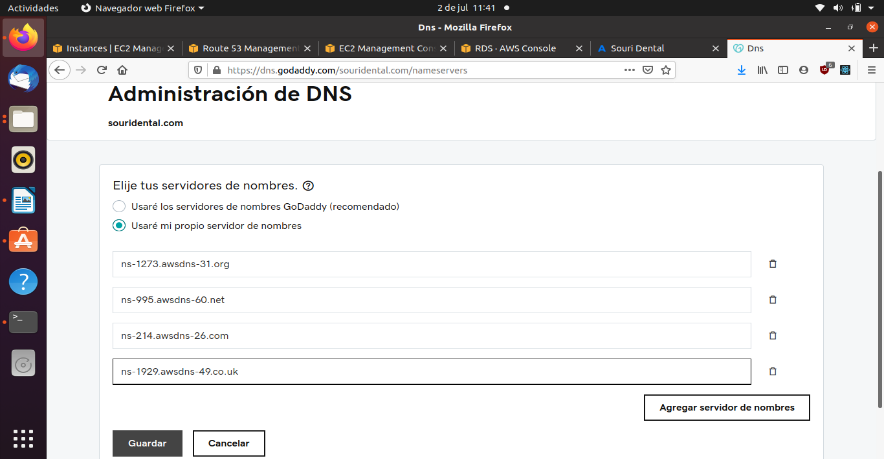 Actividades Navegador web Firefox 2 de jul 11:41
Dns - Mozilla Firefox
Instances | EC2 Manag Route 53 Management EC2 Management Con RDS - AWS Console Souri Dental Dns
https://dns.godaddy.com/souridental.com/nameservers
Administración de DNS
souridental.com
Elije tus servidores de nombres.
Usaré los servidores de nombres GoDaddy (recomendado)
Usaré mi propio servidor de nombres
ns-1273.awsdns-31.org
ns-995.awsdns-60.net
ns-214.awsdns-26.com
ns-1929.awsdns-49.co.uk
Agregar servidor de nombres
Guardar Cancelar